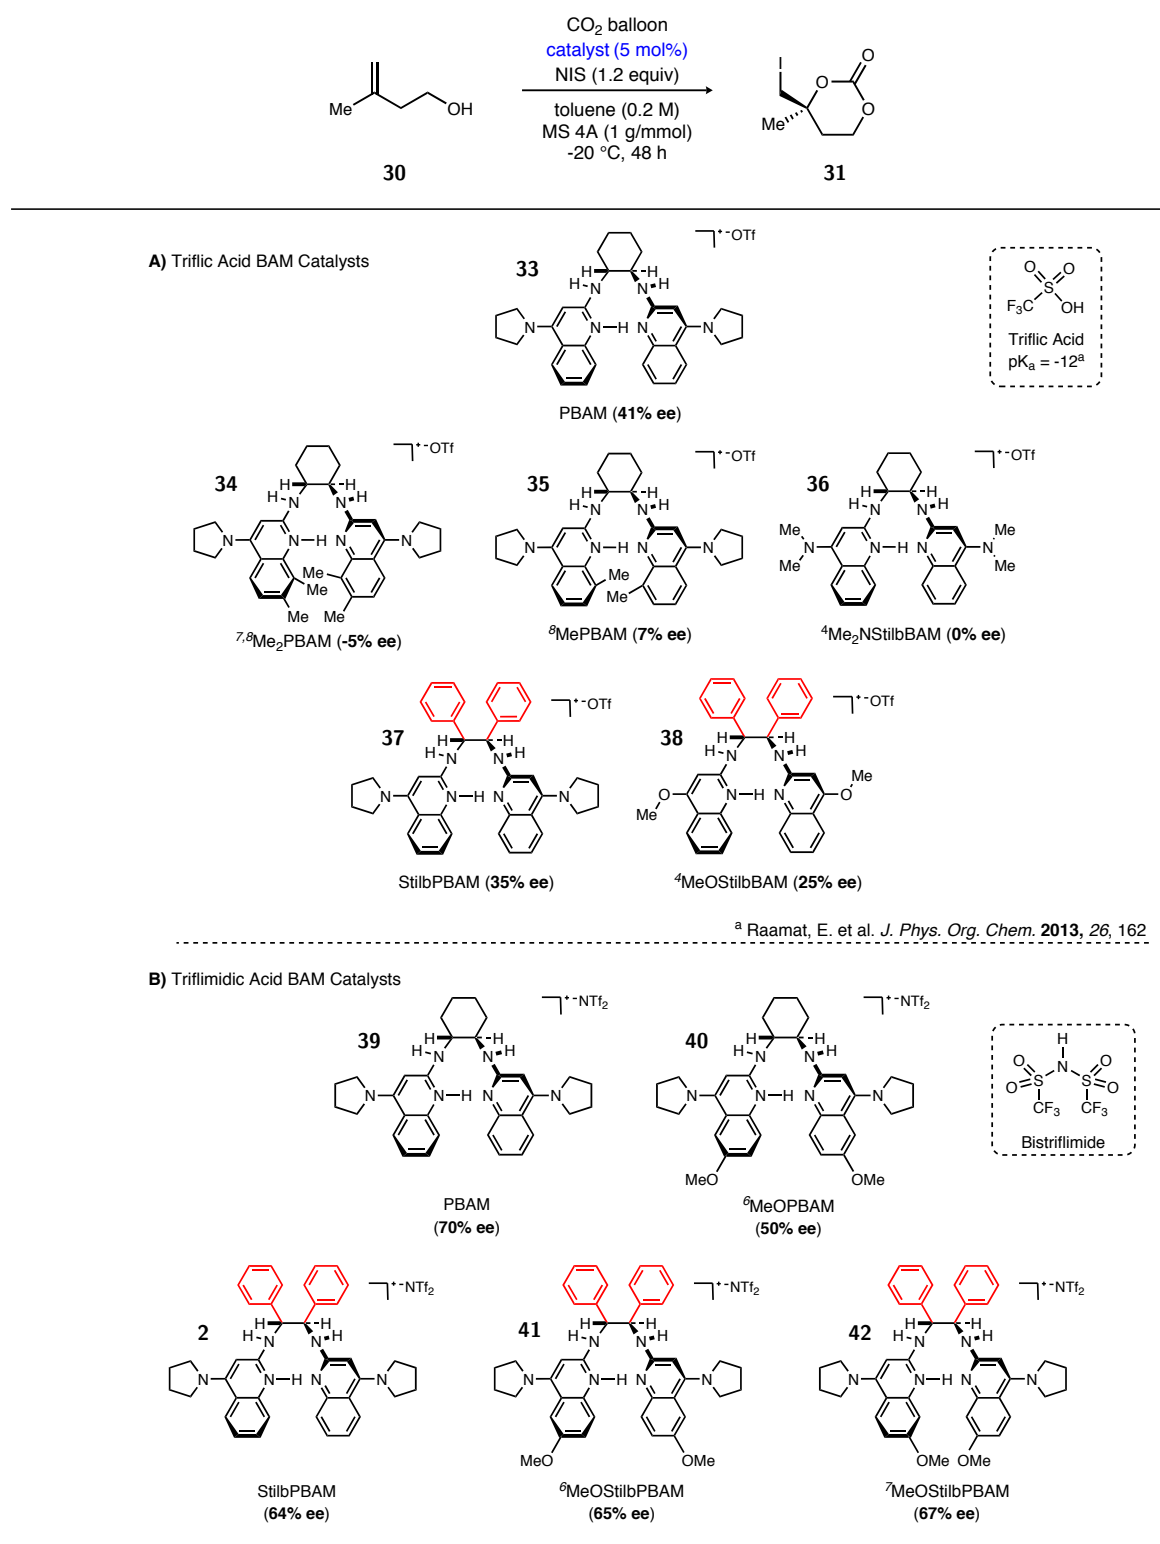 CO2 balloon
catalyst (5 mol%)
NIS (1.2 equiv)
toluene (0.2 M)
MS 4A (1 g/mmol)
-20 °C, 48 h
Me
OH
30
I
O
O
O
Me
31
A) Triflic Acid BAM Catalysts
33
H
H
H
N
N
H
N
N
H
N
N
+
-OTf
PBAM (41% ee)
O
O
S
F3C
OH
Triflic Acid
pKa = -12a
34
H
H
H
N
N
H
N
N
H
N
N
Me
Me
Me
Me
+
-OTf
7,8Me2PBAM (-5% ee)
35
H
H
H
N
N
H
N
N
H
N
N
Me
Me
+
-OTf
8MePBAM (7% ee)
36
H
H
H
N
N
H
Me
N
Me
N
H
N
Me
N
Me
+
-OTf
4Me2NStilbBAM (0% ee)
37
H
H
H
N
N
H
N
N
H
N
N
+
-OTf
StilbPBAM (35% ee)
38
H
H
H
N
N
H
O
Me
N
H
N
O
Me
+
-OTf
4MeOStilbBAM (25% ee)
a Raamat, E. et al. J. Phys. Org. Chem. 2013, 26, 162
B) Triflimidic Acid BAM Catalysts
39
H
H
H
N
N
H
N
N
H
N
N
+
-NTf2
PBAM
(70% ee)
40
H
H
H
N
N
H
N
N
H
N
N
MeO
OMe
+
-NTf2
6MeOPBAM
(50% ee)
H
O
N
O
O
S
S
O
CF3
CF3
Bistriflimide
2
H
H
H
N
N
H
N
N
H
N
N
+
-NTf2
StilbPBAM
(64% ee)
41
H
H
H
N
N
H
N
N
H
N
N
MeO
OMe
+
-NTf2
6MeOStilbPBAM
(65% ee)
42
H
H
H
N
N
H
N
N
H
N
N
OMe
OMe
+
-NTf2
7MeOStilbPBAM
(67% ee)